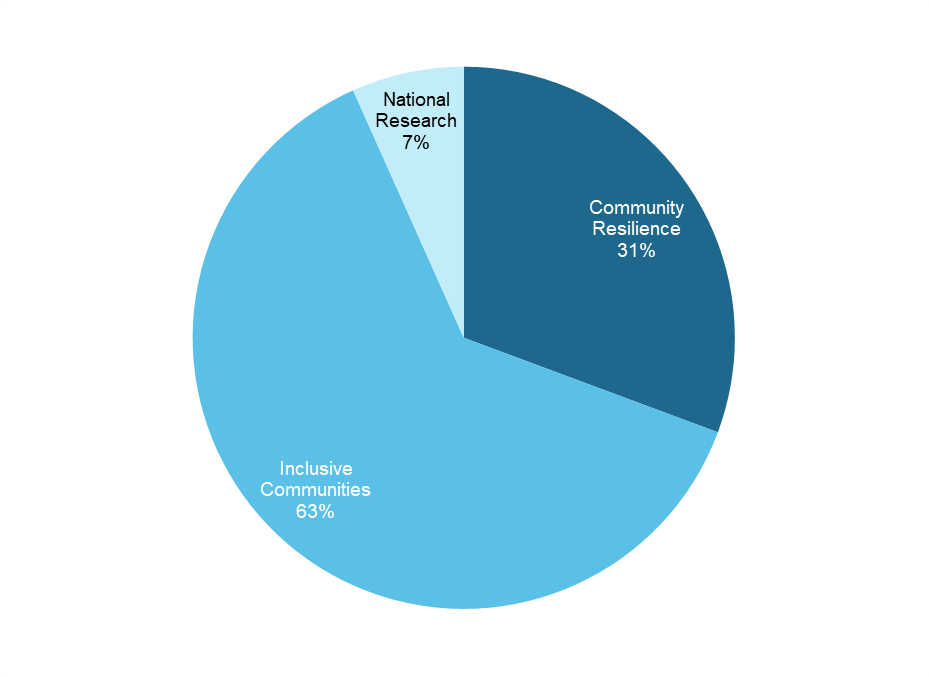 National
Research
7%
Community
Resilience
31%
Inclusive
Communities
63%